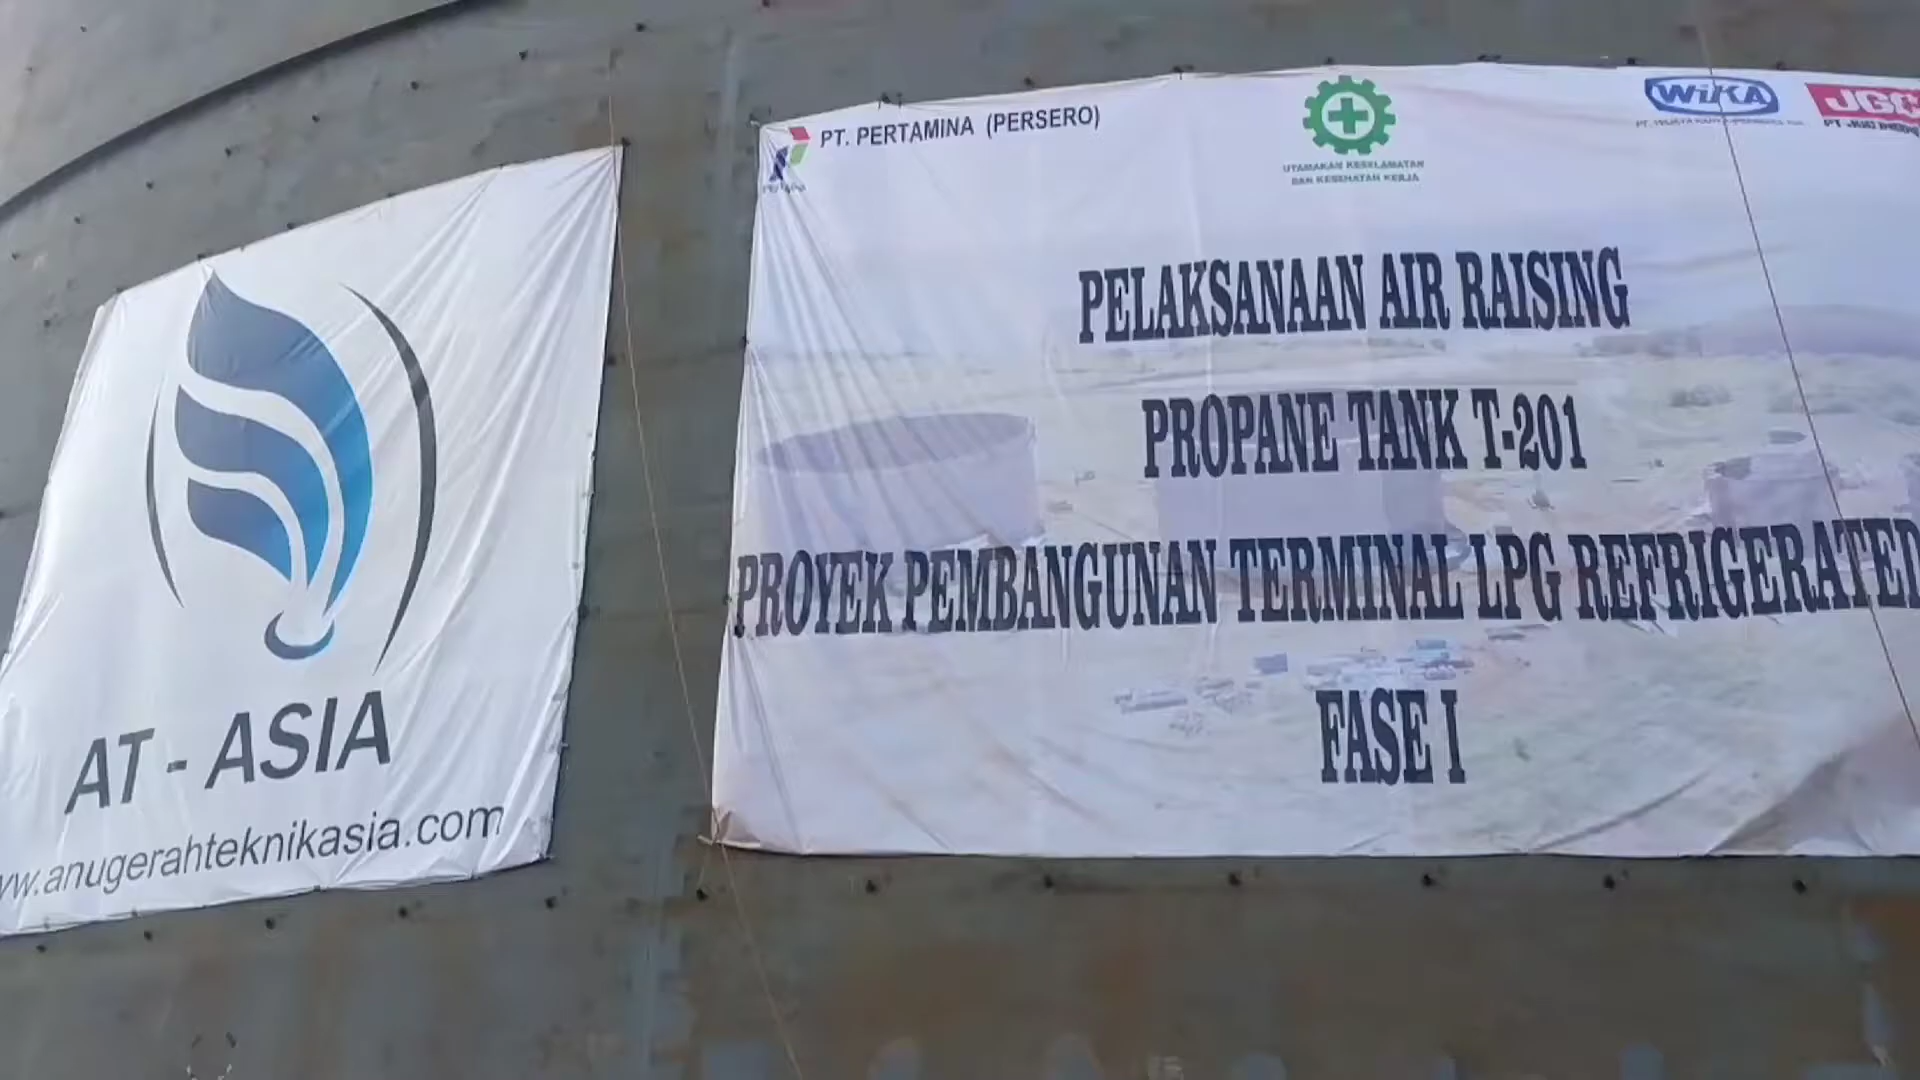 AT - ASIA
www.anugerahteknikasia.com
PT. PERTAMINA (PERSERO)
UTAMAKAN KESELAMATAN
DAN KESEHATAN KERJA
WIKA
JGC
PELAKSANAAN AIR RAISING
PROPANE TANK T-201
PROYEK PEMBANGUNAN TERMINAL LPG REFRIGERATED
FASE I